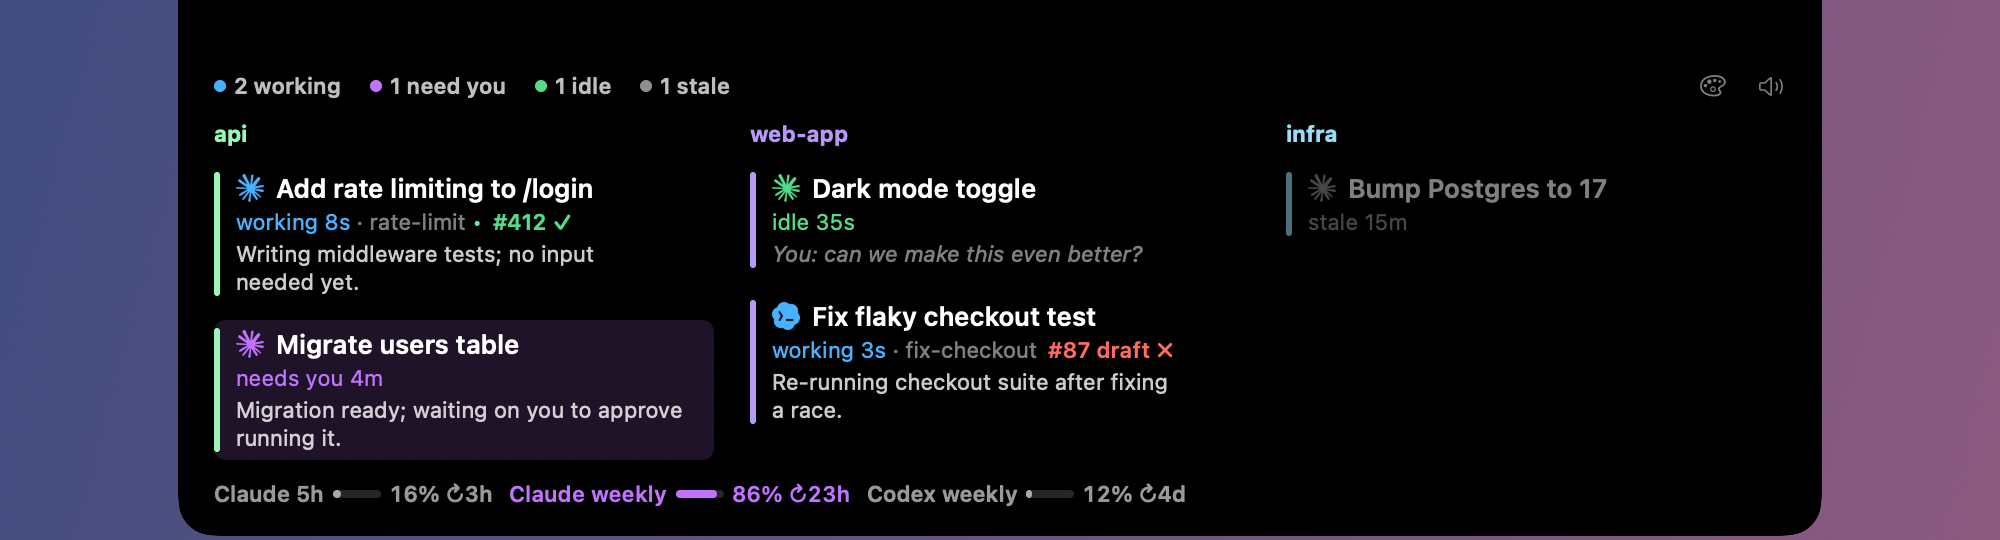 2 working 1 need you 1 idle 1 stale
api
Add rate limiting to /login
working 8s · rate-limit • #412 ✓
Writing middleware tests; no input
needed yet.
Migrate users table
needs you 4m
Migration ready; waiting on you to approve
running it.
web-app
Dark mode toggle
idle 35s
You: can we make this even better?
Fix flaky checkout test
working 3s · fix-checkout #87 draft ✕
Re-running checkout suite after fixing
a race.
infra
Bump Postgres to 17
stale 15m
Claude 5h 16% ↻3h Claude weekly 86% ↻23h Codex weekly 12% ↻4d